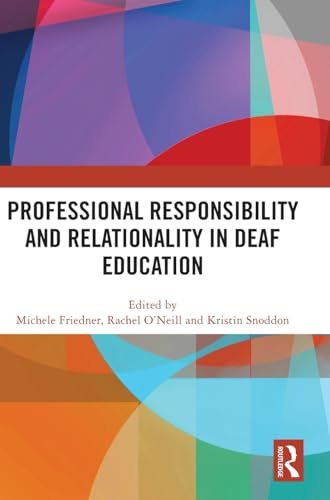 PROFESSIONAL RESPONSIBILITY
AND RELATIONALITY IN DEAF
EDUCATION
Edited by
Michele Friedner, Rachel O’Neill and Kristin Snoddon
ROUTLEDGE